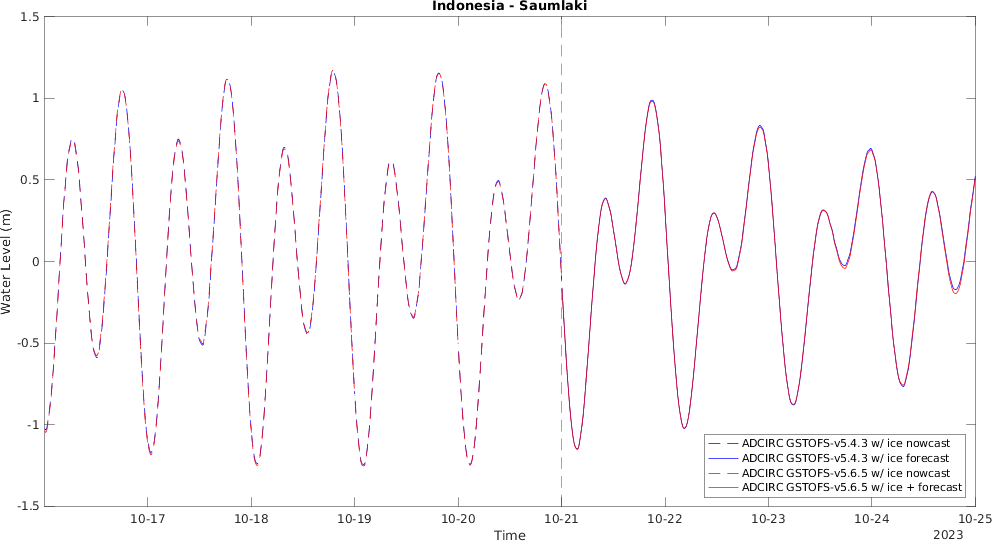 Indonesia - Saumlaki
1.5
1
0.5
0
-0.5
-1
-1.5
Water Level (m)
10-17
10-18
10-19
10-20
10-21
10-22
10-23
10-24
10-25
Time
2023
ADCIRC GSTOFS-v5.4.3 w/ ice nowcast
ADCIRC GSTOFS-v5.4.3 w/ ice forecast
ADCIRC GSTOFS-v5.6.5 w/ ice nowcast
ADCIRC GSTOFS-v5.6.5 w/ ice + forecast